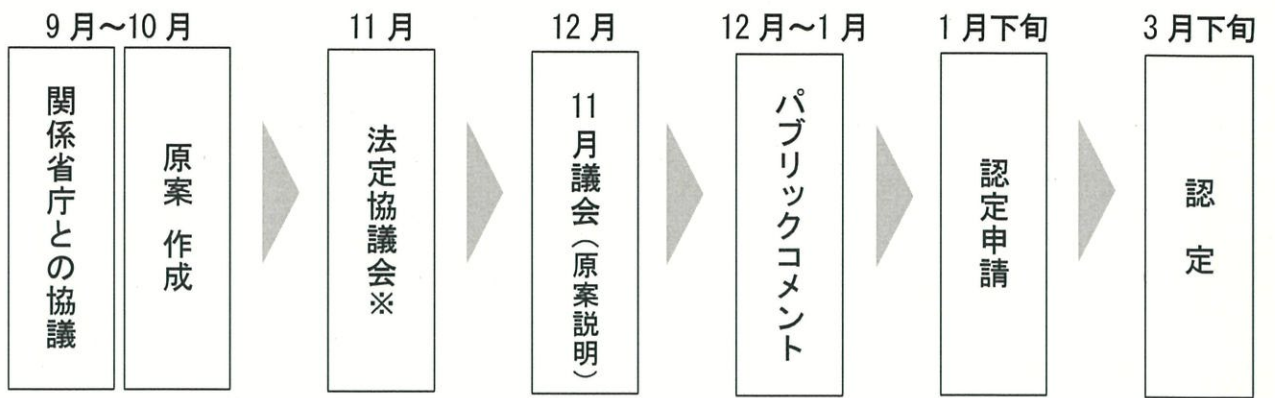 9月～10月
関係省庁との協議
原案 作成
11月
法定協議会※
12月
11月議会（原案説明）
12月～1月
パブリックコメント
1月下旬
認定申請
3月下旬
認 定